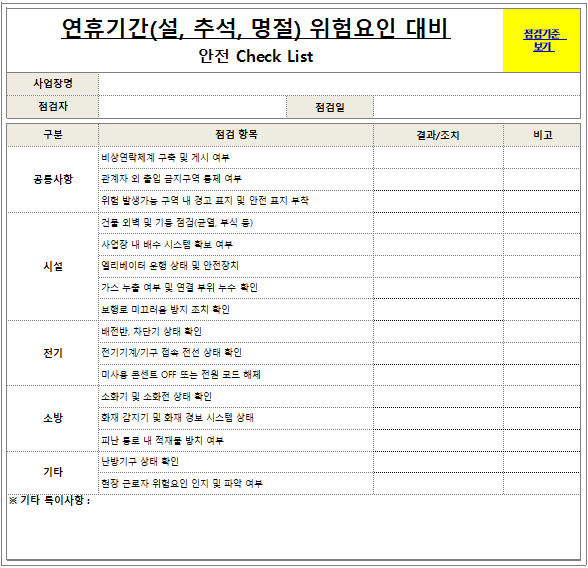 연휴기간(설, 추석, 명절) 위험요인 대비
안전 Check List
점검기준
보기
사업장명
점검자 점검일
구분 점검 항목 결과/조치 비고
공통사항
비상연락체계 구축 및 게시 여부
관계자 외 출입 금지구역 통제 여부
위험 발생가능 구역 내 경고 표지 및 안전 표지 부착
시설
건물 외벽 및 기둥 점검(균열, 부식 등)
사업장 내 배수 시스템 확보 여부
엘리베이터 운행 상태 및 안전장치
가스 누출 여부 및 연결 부위 누수 확인
보행로 미끄러움 방지 조치 확인
전기
배전반, 차단기 상태 확인
전기기계/기구 접속 전선 상태 확인
미사용 콘센트 OFF 또는 전원 코드 해제
소방
소화기 및 소화전 상태 확인
화재 감지기 및 화재 경보 시스템 상태
피난 통로 내 적재물 방치 여부
기타
난방기구 상태 확인
현장 근로자 위험요인 인지 및 파악 여부
※ 기타 특이사항 :